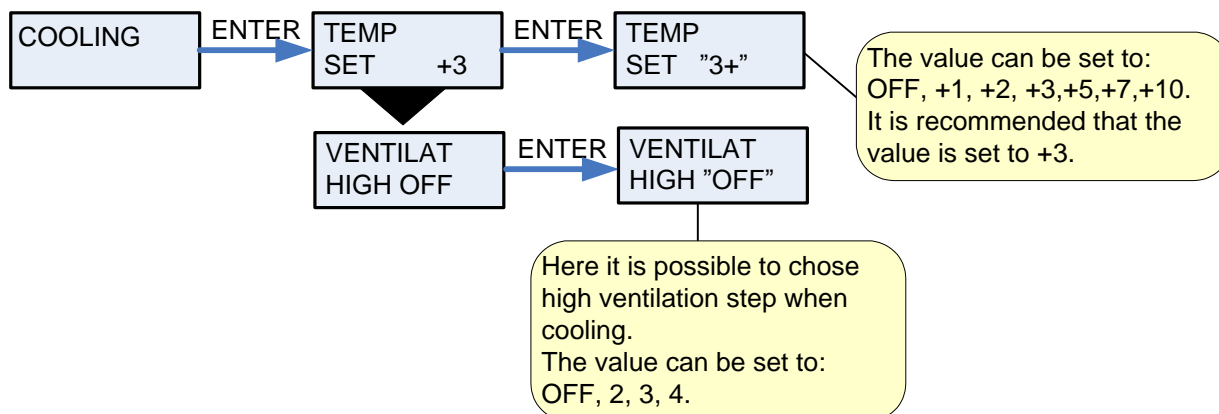 COOLING
ENTER
TEMP
SET +3
ENTER
TEMP
SET ”3+”
The value can be set to:
OFF, +1, +2, +3,+5,+7,+10.
It is recommended that the
value is set to +3.
VENTILAT
HIGH OFF
ENTER
VENTILAT
HIGH ”OFF”
Here it is possible to chose
high ventilation step when
cooling.
The value can be set to:
OFF, 2, 3, 4.